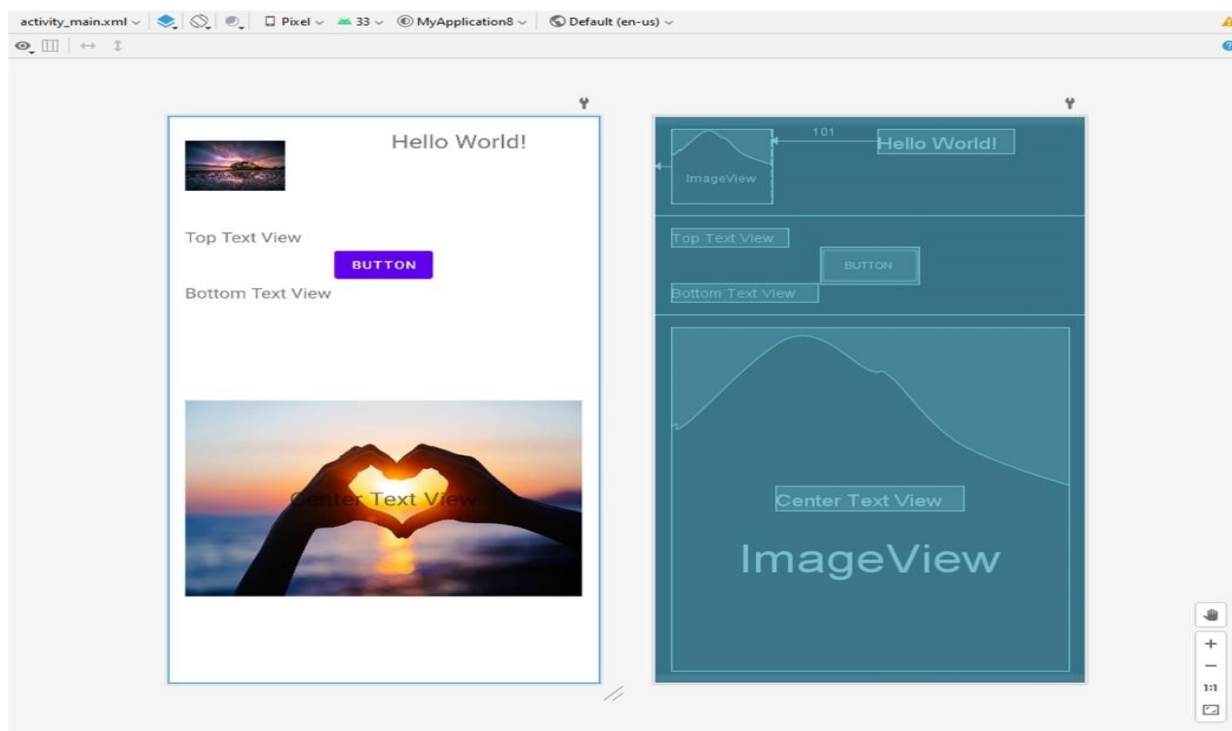 activity_main.xml Pixel 33 MyApplication8 Default (en-us)
Hello World!
Top Text View
BUTTON
Bottom Text View
Center Text View
101
Hello World!
ImageView
Top Text View
BUTTON
Bottom Text View
Center Text View
ImageView
1:1